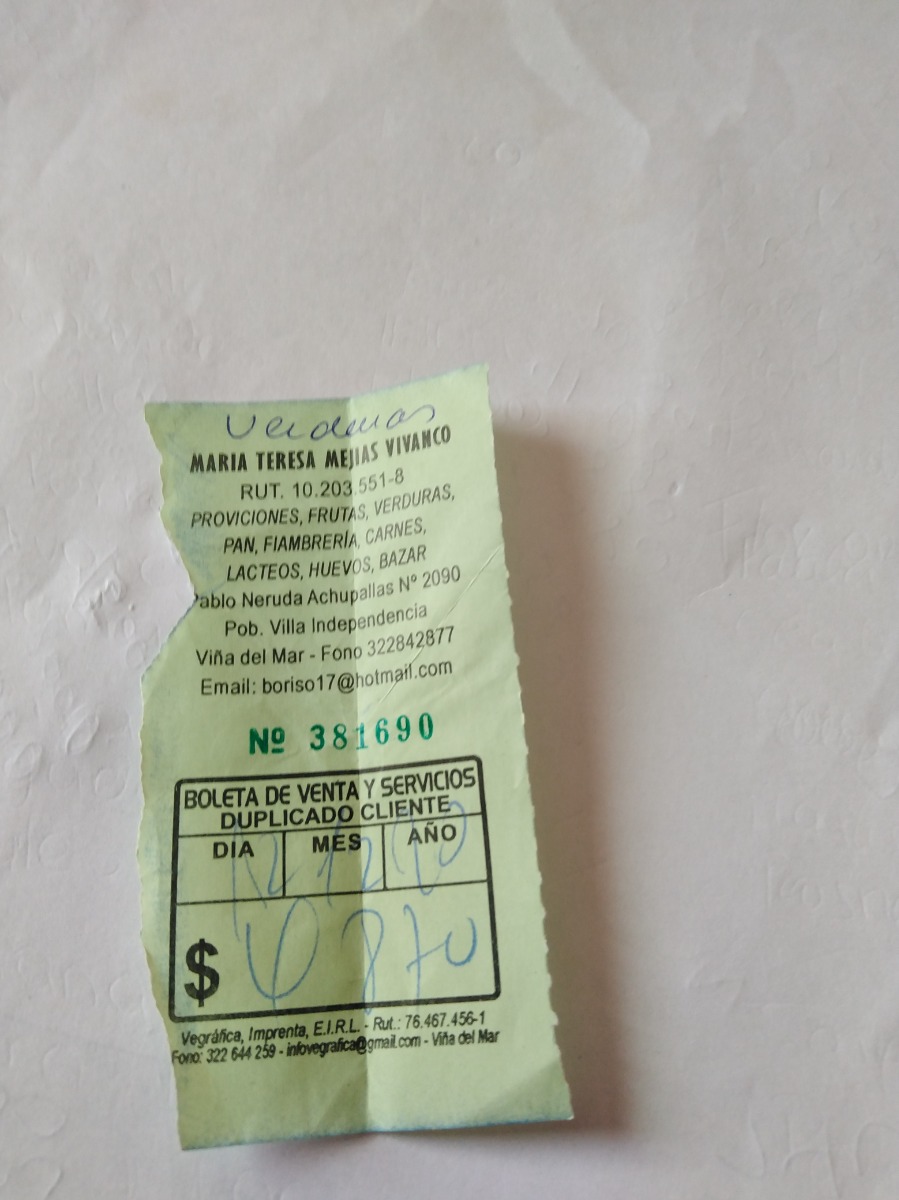 Verduras
MARIA TERESA MEJIAS VIVANCO
RUT. 10.203.551-8
PROVICIONES, FRUTAS, VERDURAS,
PAN, FIAMBRERÍA, CARNES,
LACTEOS, HUEVOS, BAZAR
Pablo Neruda Achupallas Nº 2090
Pob. Villa Independencia
Viña del Mar - Fono 322842877
Email: boriso17@hotmail.com
Nº 381690
BOLETA DE VENTA Y SERVICIOS
DUPLICADO CLIENTE
DIA MES AÑO
12 12
$ 870
Vegráfica, Imprenta, E.I.R.L. - Rut.: 76.467.456-1
Fono: 322 644 259 - infovegrafica@gmail.com - Viña del Mar